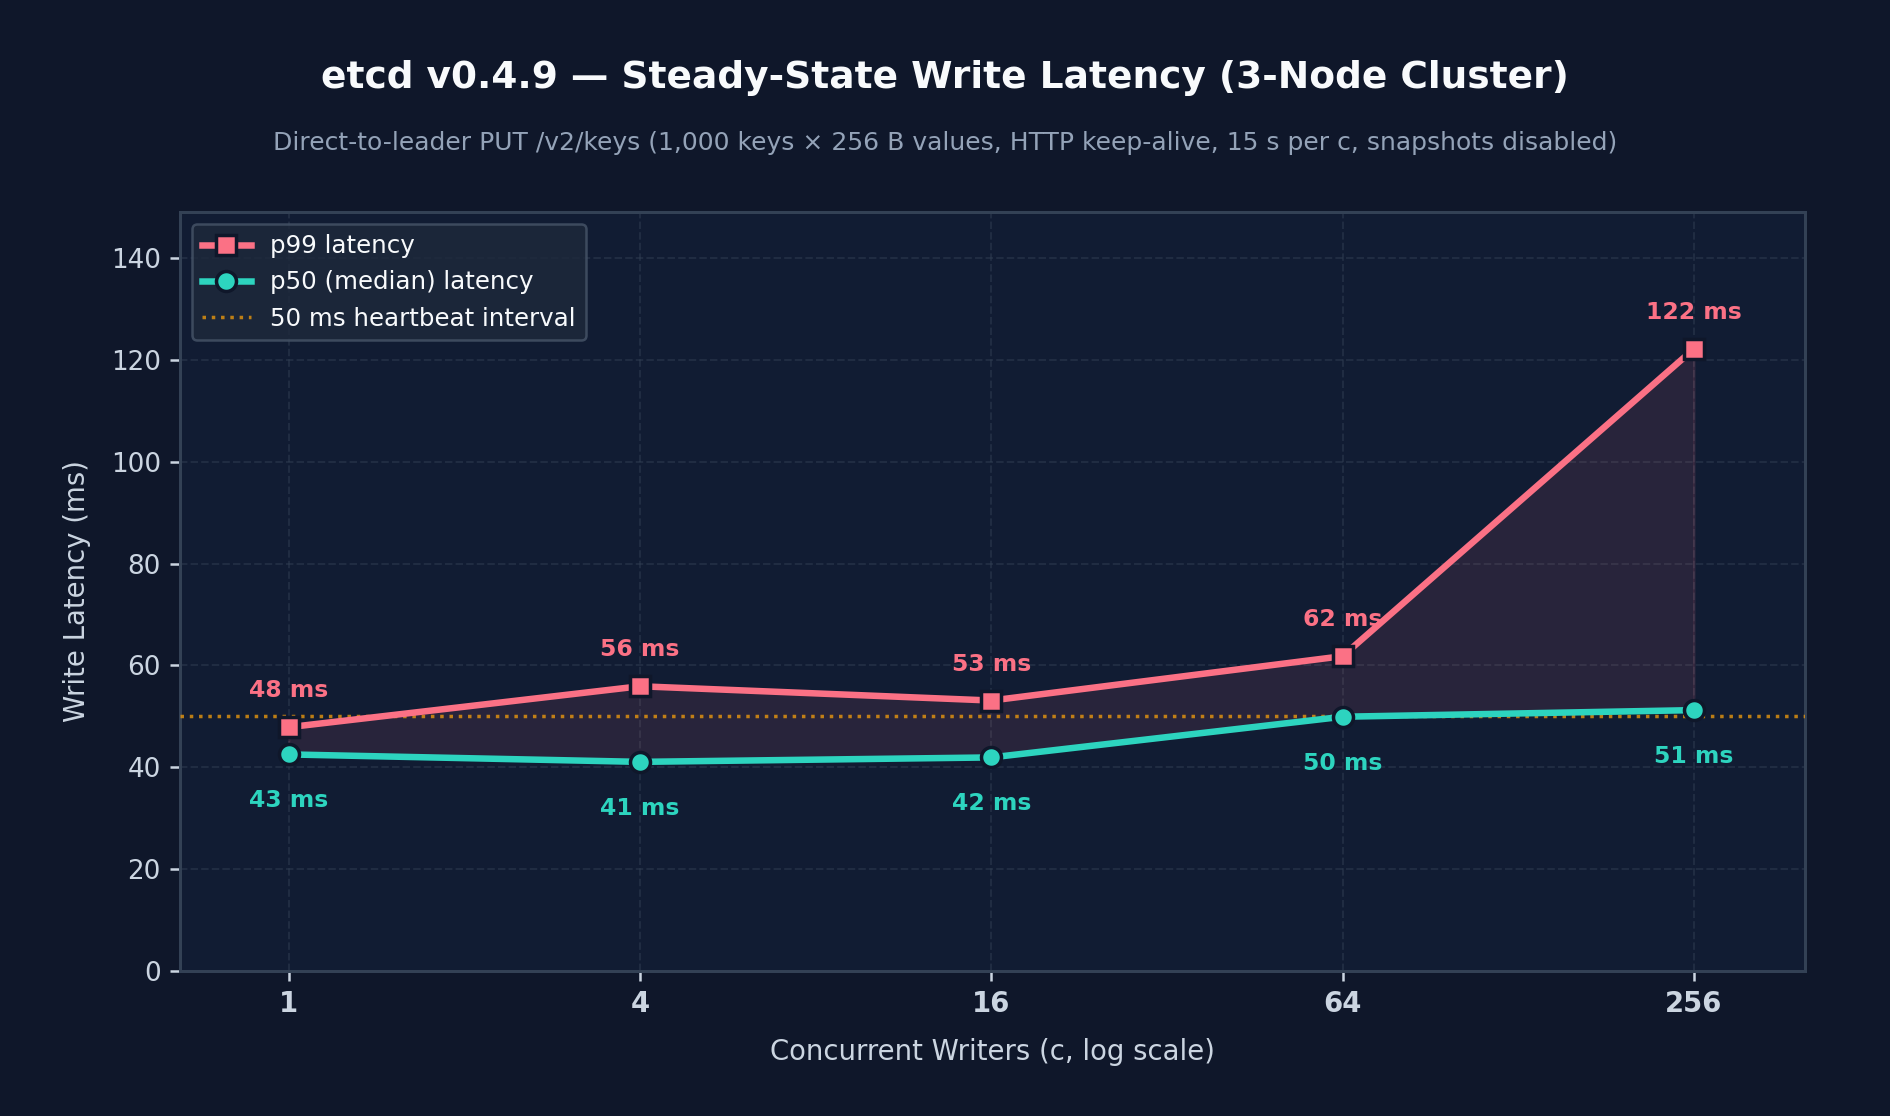 etcd v0.4.9 — Steady-State Write Latency (3-Node Cluster)
Direct-to-leader PUT /v2/keys (1,000 keys × 256 B values, HTTP keep-alive, 15 s per c, snapshots disabled)
p99 latency
p50 (median) latency
50 ms heartbeat interval
Write Latency (ms)
140
120
100
80
60
40
20
0
48 ms
56 ms
53 ms
62 ms
122 ms
43 ms
41 ms
42 ms
50 ms
51 ms
1
4
16
64
256
Concurrent Writers (c, log scale)